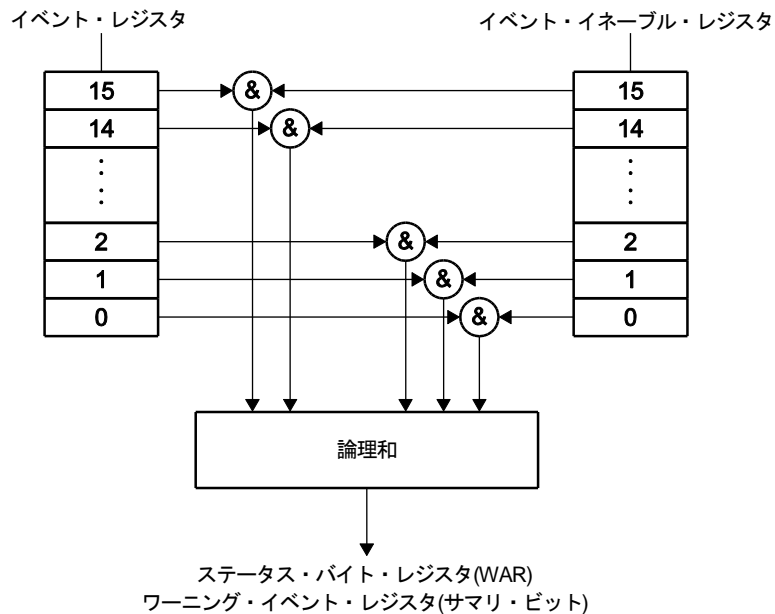 イベント・レジスタ
イベント・イネーブル・レジスタ
15 & 15
14 & 14
2 & 2
1 & 1
0 & 0
論理和
ステータス・バイト・レジスタ(WAR)
ワーニング・イベント・レジスタ(サマリ・ビット)